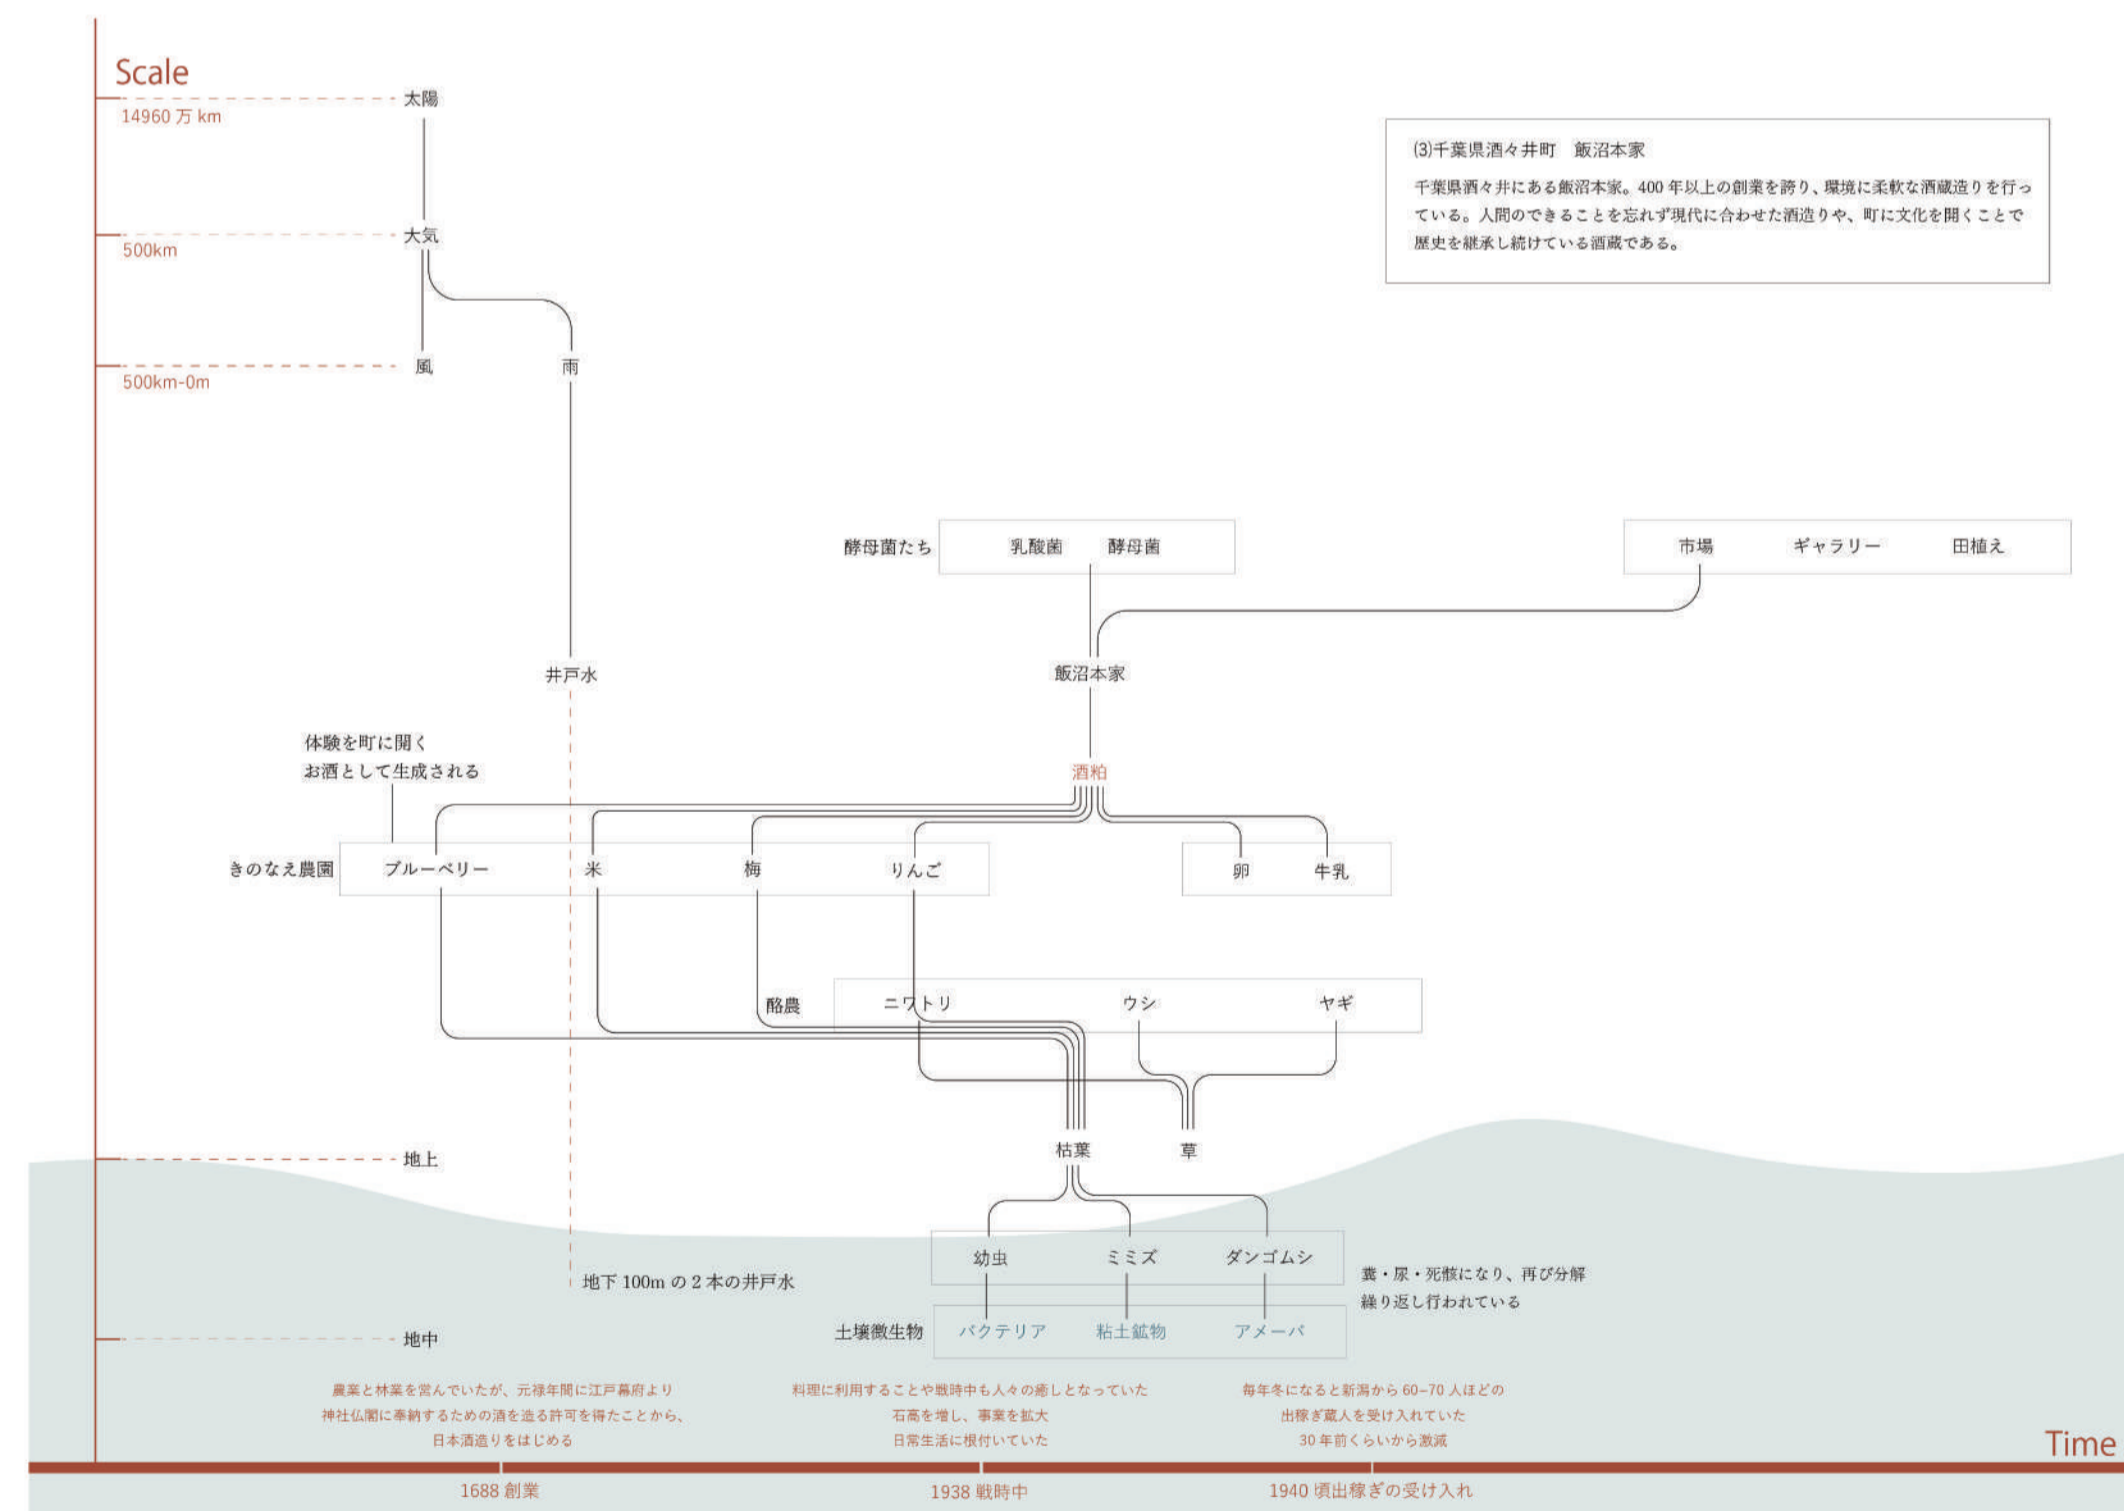 Scale
太陽
14960 万 km
⑶千葉県酒々井町　飯沼本家
千葉県酒々井にある飯沼本家。400 年以上の創業を誇り、環境に柔軟な酒蔵造りを行っ
ている。人間のできることを忘れず現代に合わせた酒造りや、町に文化を開くことで
歴史を継承し続けている酒蔵である。
大気
500km
風
雨
500km-0m
酵母菌たち
乳酸菌
酵母菌
市場
ギャラリー
田植え
井戸水
飯沼本家
体験を町に開く
お酒として生成される
酒粕
きのなえ農園
ブルーベリー
米
梅
りんご
卵
牛乳
酪農
ニワトリ
ウシ
ヤギ
枯葉
草
地上
幼虫
ミミズ
ダンゴムシ
地下 100m の 2 本の井戸水
糞・尿・死骸になり、再び分解
繰り返し行われている
土壌微生物
バクテリア
粘土鉱物
アメーバ
地中
農業と林業を営んでいたが、元禄年間に江戸幕府より
神社仏閣に奉納するための酒を造る許可を得たことから、
日本酒造りをはじめる
料理に利用することや戦時中も人々の癒しとなっていた
石高を増し、事業を拡大
日常生活に根付いていた
毎年冬になると新潟から 60−70 人ほどの
出稼ぎ蔵人を受け入れていた
30 年前くらいから激減
Time
1688 創業
1938 戦時中
1940 頃出稼ぎの受け入れ